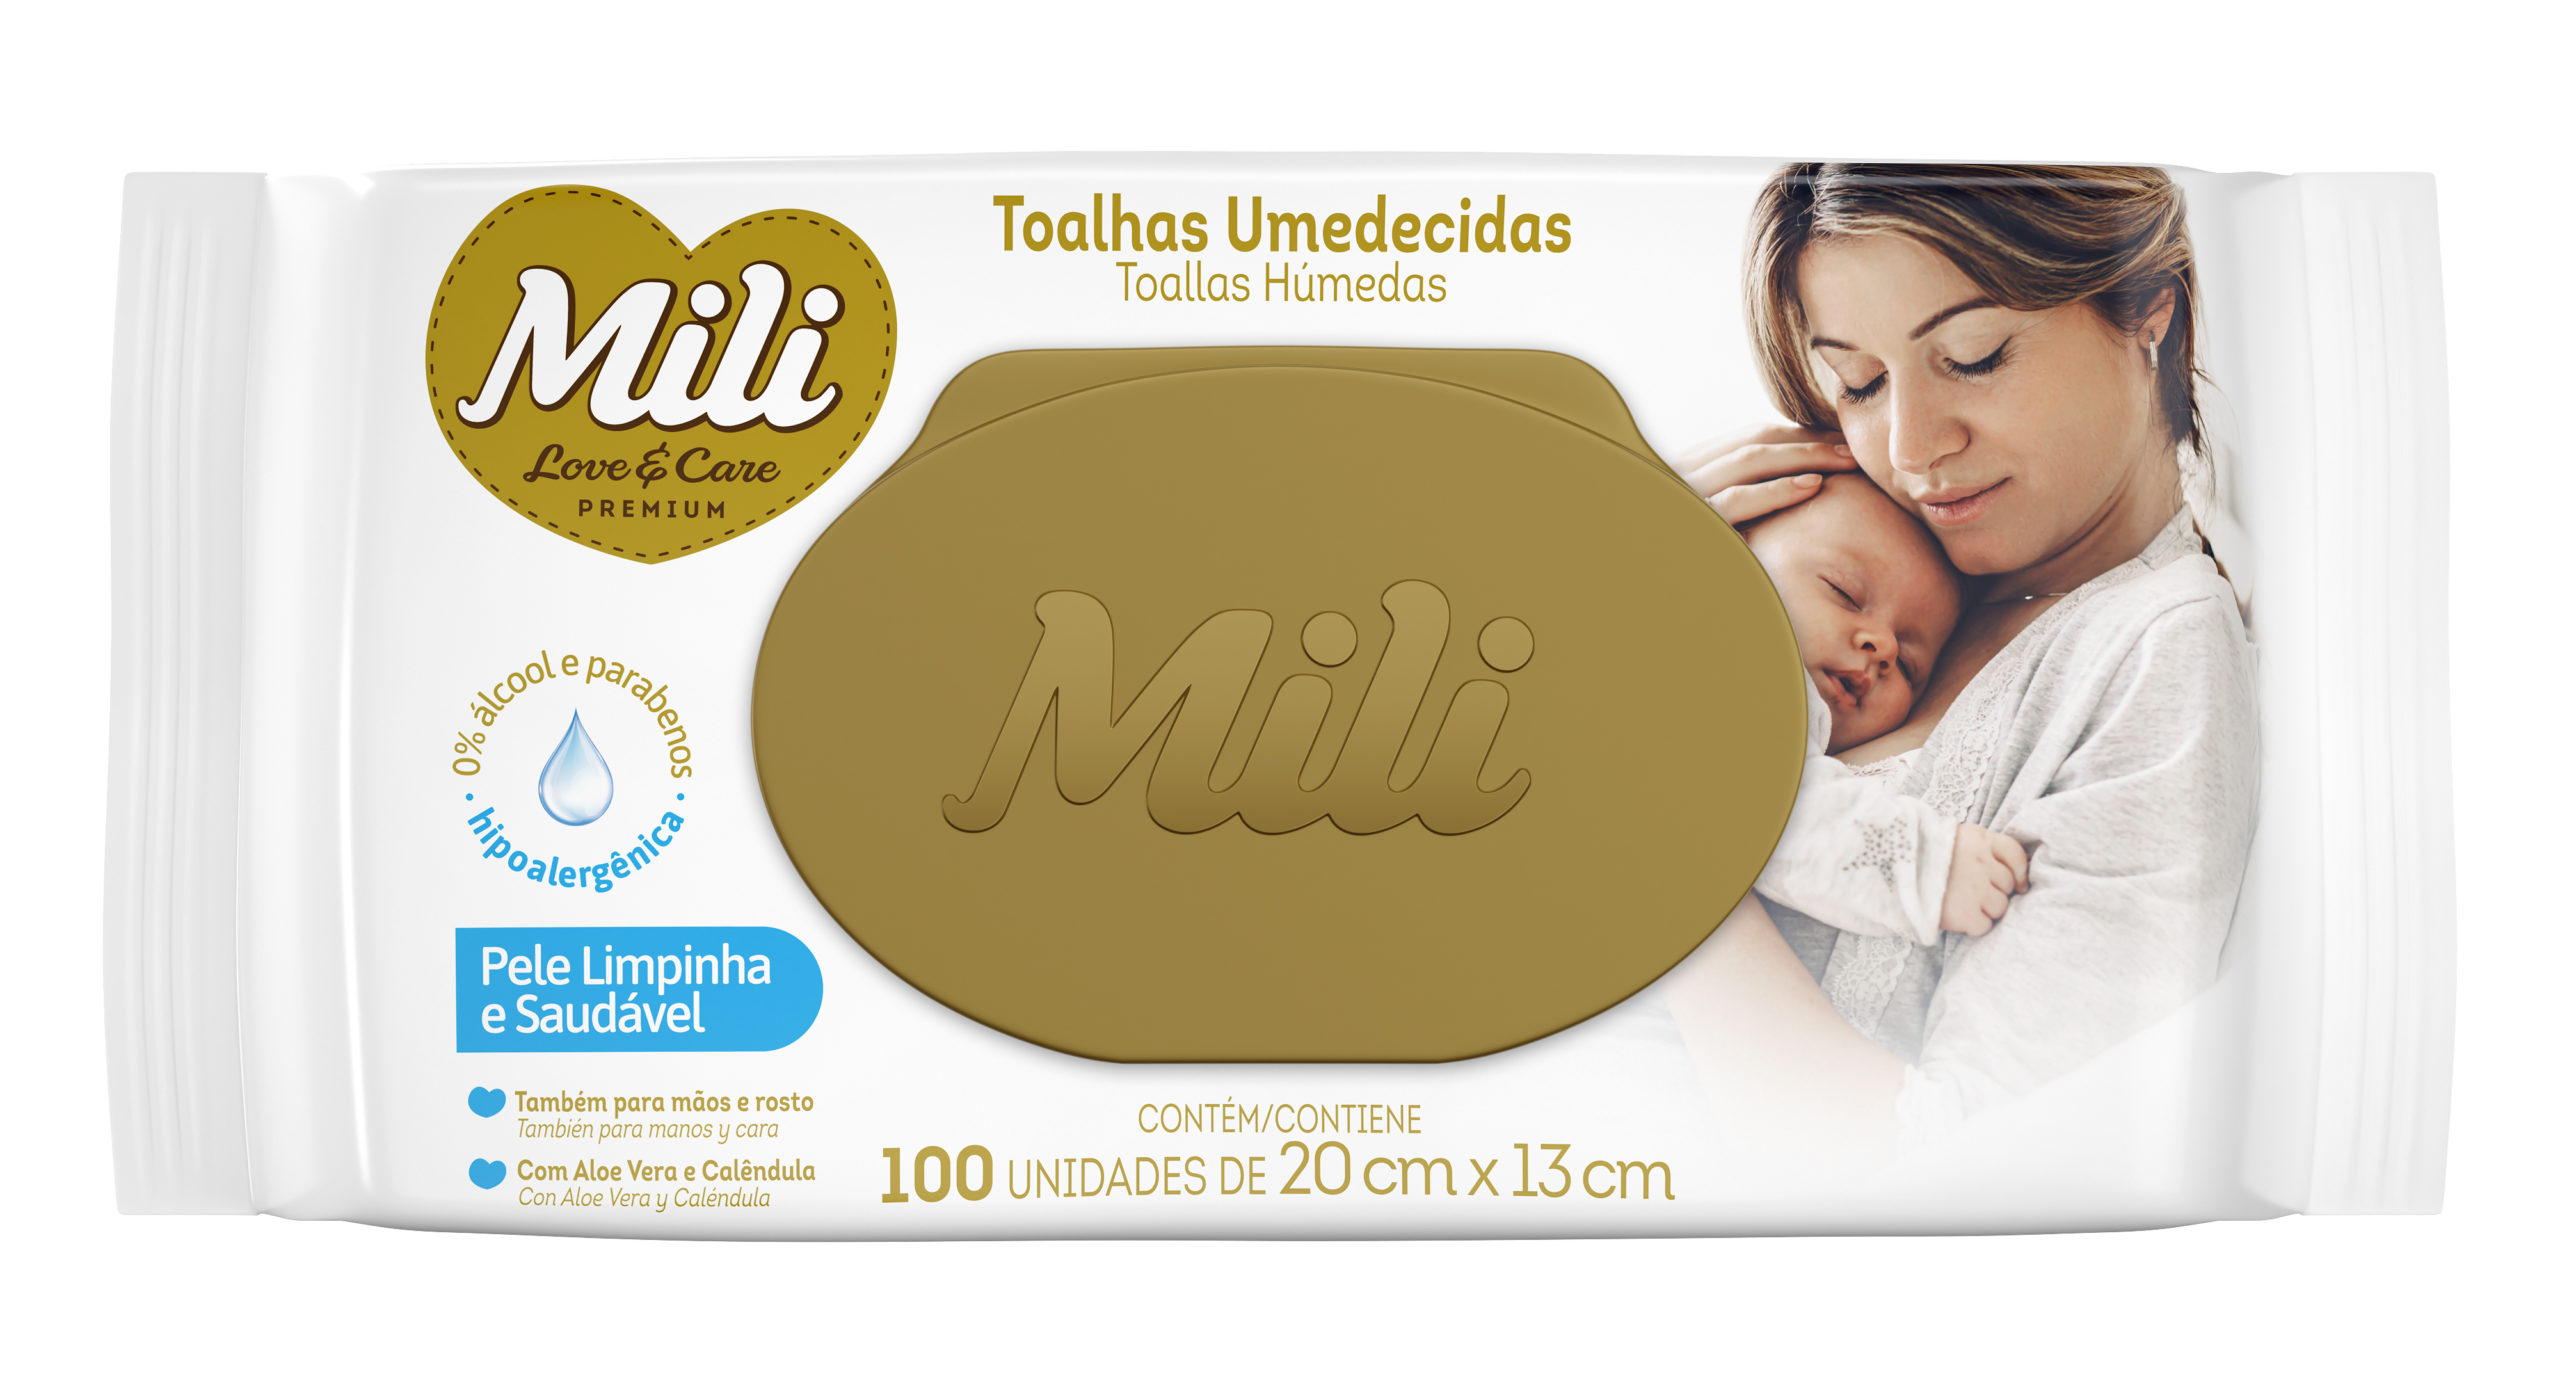 Mili
Love & Care
PREMIUM
Toalhas Umedecidas
Toallas Húmedas
Mili
0% álcool e parabenos
• hipoalergênica •
Pele Limpinha
e Saudável
Também para mãos e rosto
También para manos y cara
Com Aloe Vera e Calêndula
Con Aloe Vera y Caléndula
CONTÉM/CONTIENE
100 UNIDADES DE 20 cm x 13 cm